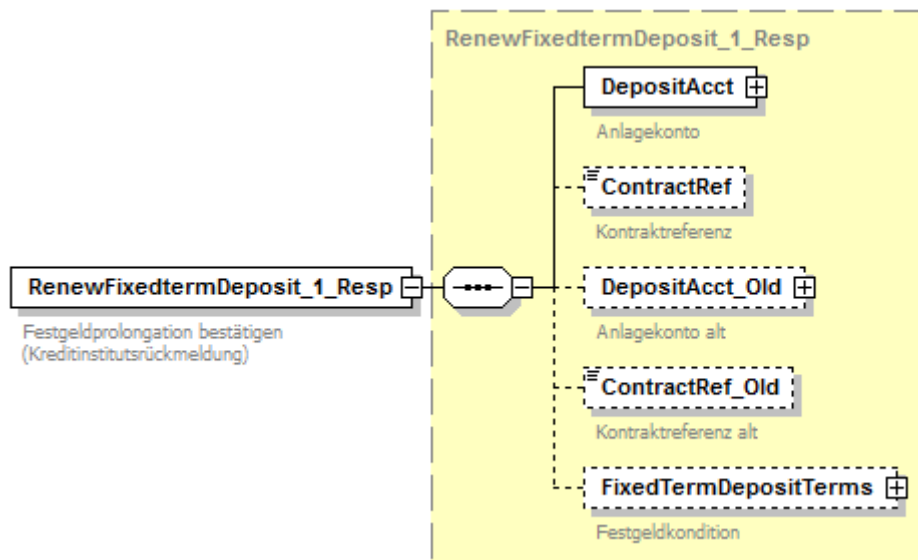 RenewFixedtermDeposit_1_Resp
DepositAcct
Anlagekonto
ContractRef
Kontraktreferenz
RenewFixedtermDeposit_1_Resp
Festgeldprolongation bestätigen
(Kreditinstitutsrückmeldung)
DepositAcct_Old
Anlagekonto alt
ContractRef_Old
Kontraktreferenz alt
FixedTermDepositTerms
Festgeldkondition